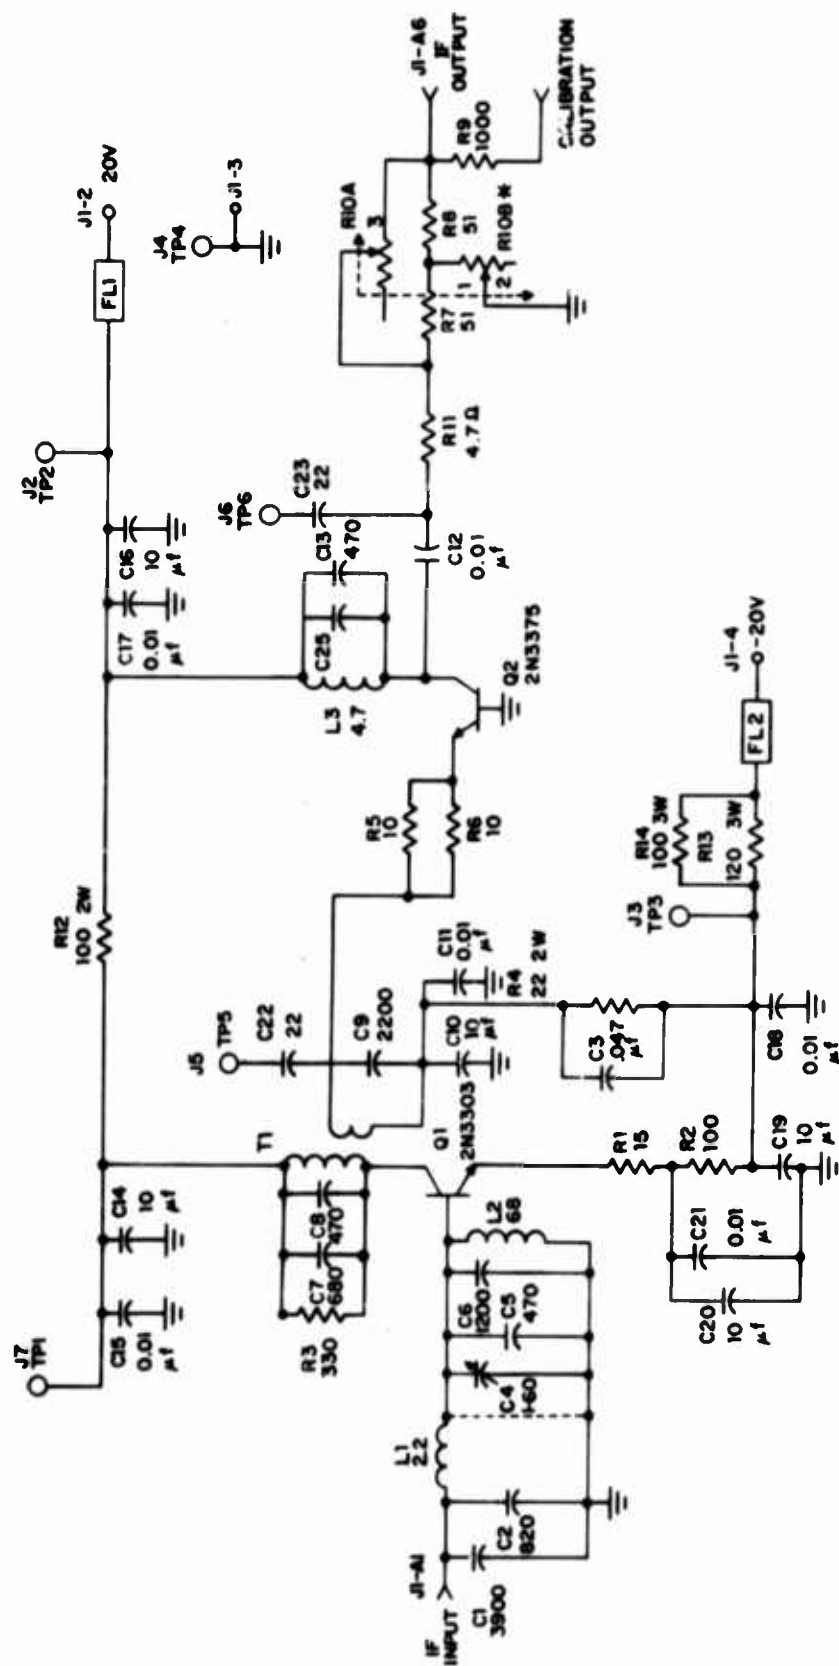 J7
TP1
C15
0.01
µf
C14
10
µf
R12
100 2W
C17
0.01
µf
C16
10
µf
J2
TP2
FL1
J1-2
20V
J4
TP4
J1-3
T1
R3
330
C7
680
C8
470
J5
TP5
C22
22
C9
2200
C10
10
µf
C11
0.01
µf
Q1
2N3303
R5
10
R6
10
L3
4.7
C25
C13
470
Q2
2N3375
J6
TP6
C23
22
C12
0.01
µf
R11
4.7Ω
R10A
3
R7
51
1
2
R8
51
R10B*
R9
1000
J1-A6
IF
OUTPUT
CALIBRATION
OUTPUT
IF
INPUT
J1-A1
C1
3900
C2
820
L1
2.2
C4
1-60
C5
470
C6
1200
L2
68
R1
15
R2
100
C20
10
µf
C21
0.01
µf
C19
10
µf
C3
.047
µf
R4
22 2W
C18
0.01
µf
J3
TP3
R14
100 3W
R13
120 3W
FL2
J1-4
-20V